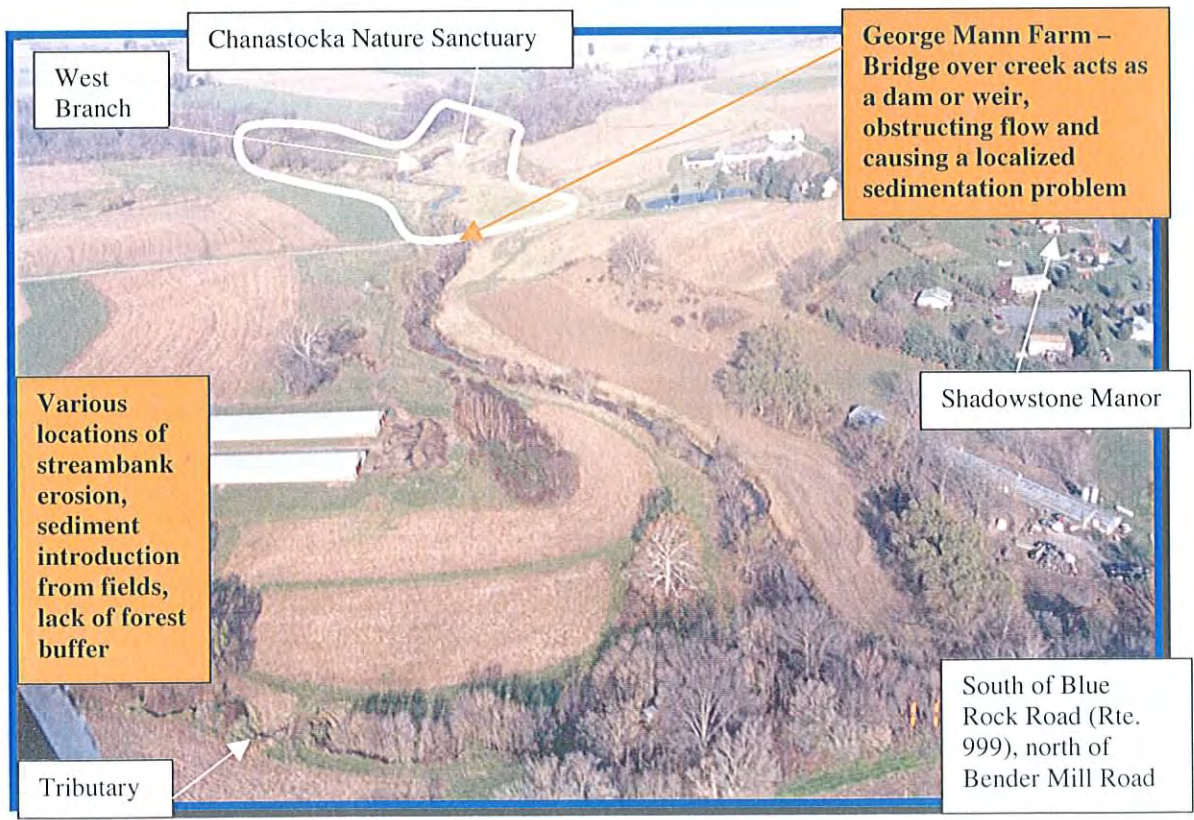 Chanastocka Nature Sanctuary
West
Branch
George Mann Farm –
Bridge over creek acts as
a dam or weir,
obstructing flow and
causing a localized
sedimentation problem
Various
locations of
streambank
erosion,
sediment
introduction
from fields,
lack of forest
buffer
Shadowstone Manor
South of Blue
Rock Road (Rte.
999), north of
Bender Mill Road
Tributary